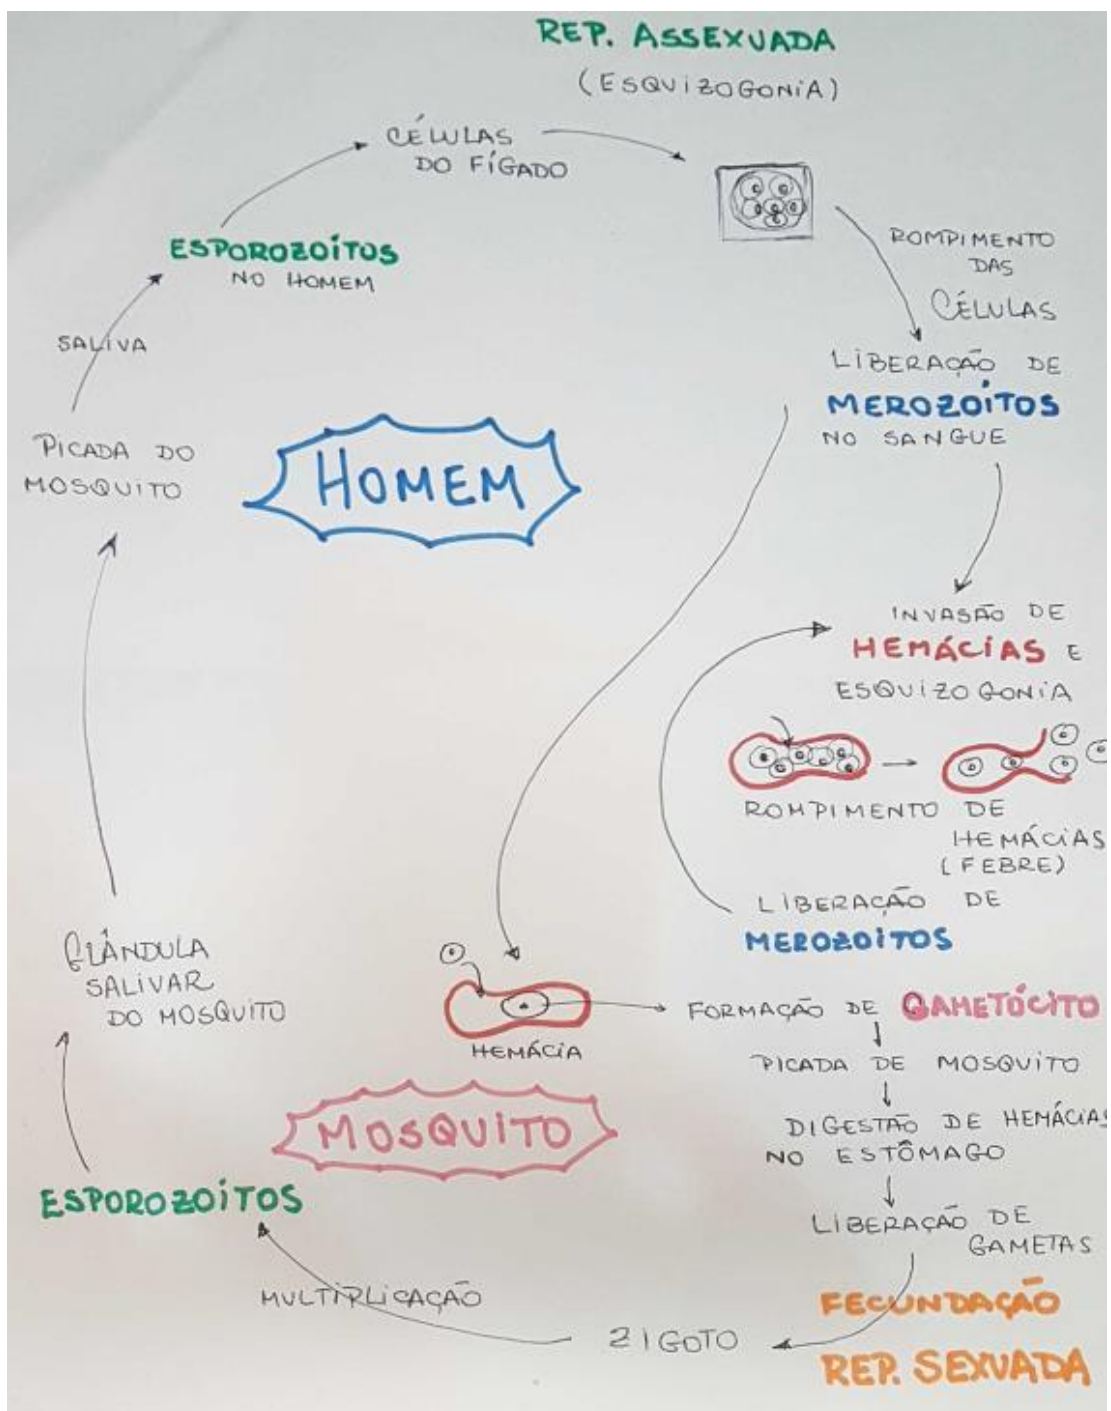 REP. ASSEXUADA
(ESQUIZOGONIA)
CÉLULAS
DO FÍGADO
ESPOROZOÍTOS
NO HOMEM
ROMPIMENTO
DAS
CÉLULAS
SALIVA
LIBERAÇÃO DE
MEROZOÍTOS
NO SANGUE
PICADA DO
MOSQUITO
HOMEM
INVASÃO DE
HEMÁCIAS E
ESQUIZOGONIA
ROMPIMENTO DE
HEMÁCIAS
(FEBRE)
LIBERAÇÃO DE
MEROZOÍTOS
GLÂNDULA
SALIVAR
DO MOSQUITO
HEMÁCIA
FORMAÇÃO DE GAMETÓCITO
PICADA DE MOSQUITO
DIGESTÃO DE HEMÁCIAS
NO ESTÔMAGO
MOSQUITO
ESPOROZOÍTOS
LIBERAÇÃO DE
GAMETAS
MULTIPLICAÇÃO
FECUNDAÇÃO
ZIGOTO
REP. SEXUADA